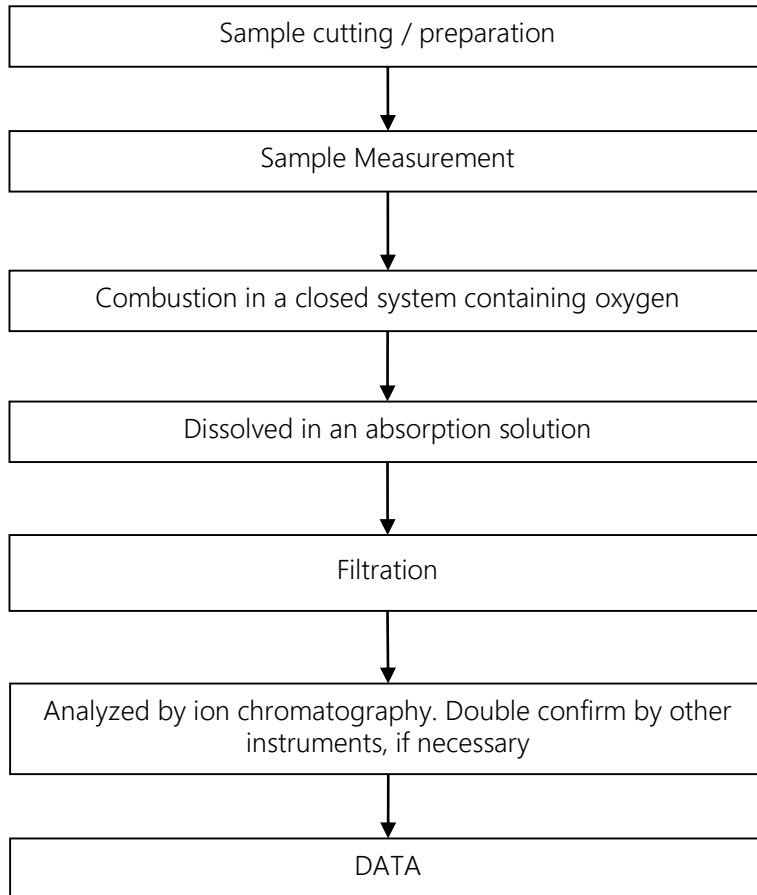 Sample cutting / preparation
Sample Measurement
Combustion in a closed system containing oxygen
Dissolved in an absorption solution
Filtration
Analyzed by ion chromatography. Double confirm by other
instruments, if necessary
DATA